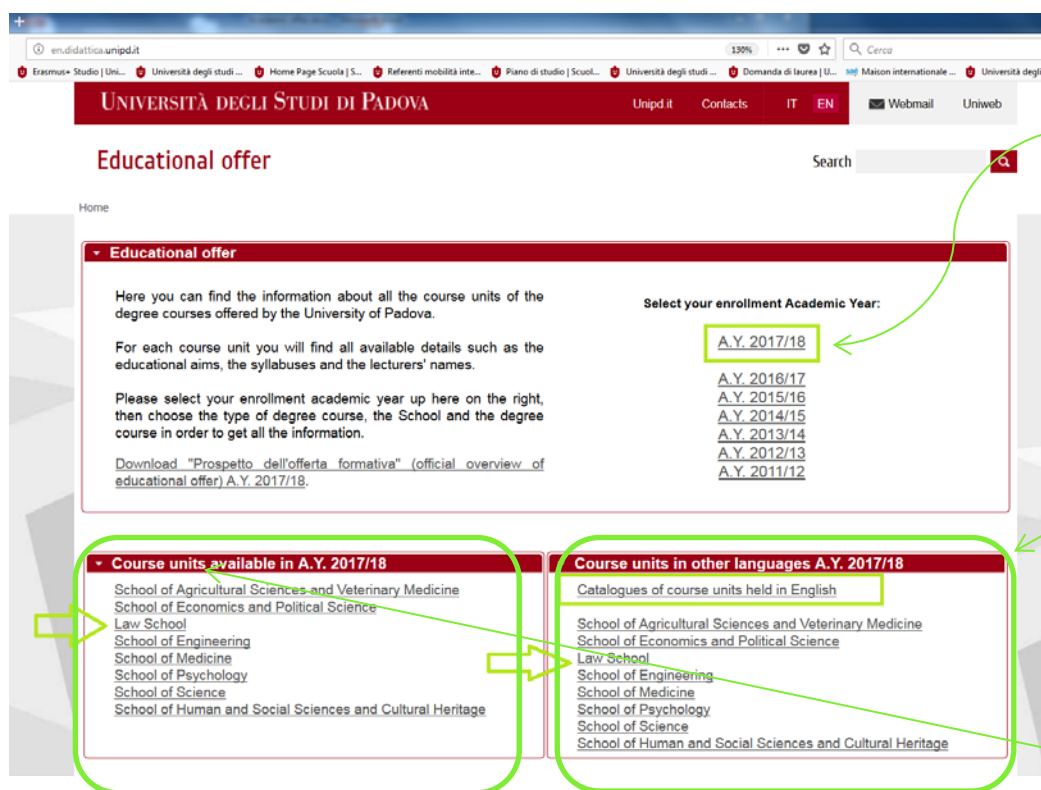 en.didattica.unipd.it
130%
Cerca
Erasmus+ Studio | Uni...
Università degli studi ...
Home Page Scuola | S...
Referenti mobilità inte...
Piano di studio | Scuol...
Università degli studi ...
Domanda di laurea | U...
Maison internationale ...
Università degli
UNIVERSITÀ DEGLI STUDI DI PADOVA
Unipd.it
Contacts
IT
EN
Webmail
Uniweb
Educational offer
Search
Home
Educational offer
Here you can find the information about all the course units of the
degree courses offered by the University of Padova.
For each course unit you will find all available details such as the
educational aims, the syllabuses and the lecturers' names.
Please select your enrollment academic year up here on the right,
then choose the type of degree course, the School and the degree
course in order to get all the information.
Download "Prospetto dell'offerta formativa" (official overview of
educational offer) A.Y. 2017/18.
Select your enrollment Academic Year:
A.Y. 2017/18
A.Y. 2016/17
A.Y. 2015/16
A.Y. 2014/15
A.Y. 2013/14
A.Y. 2012/13
A.Y. 2011/12
Course units available in A.Y. 2017/18
School of Agricultural Sciences and Veterinary Medicine
School of Economics and Political Science
Law School
School of Engineering
School of Medicine
School of Psychology
School of Science
School of Human and Social Sciences and Cultural Heritage
Course units in other languages A.Y. 2017/18
Catalogues of course units held in English
School of Agricultural Sciences and Veterinary Medicine
School of Economics and Political Science
Law School
School of Engineering
School of Medicine
School of Psychology
School of Science
School of Human and Social Sciences and Cultural Heritage